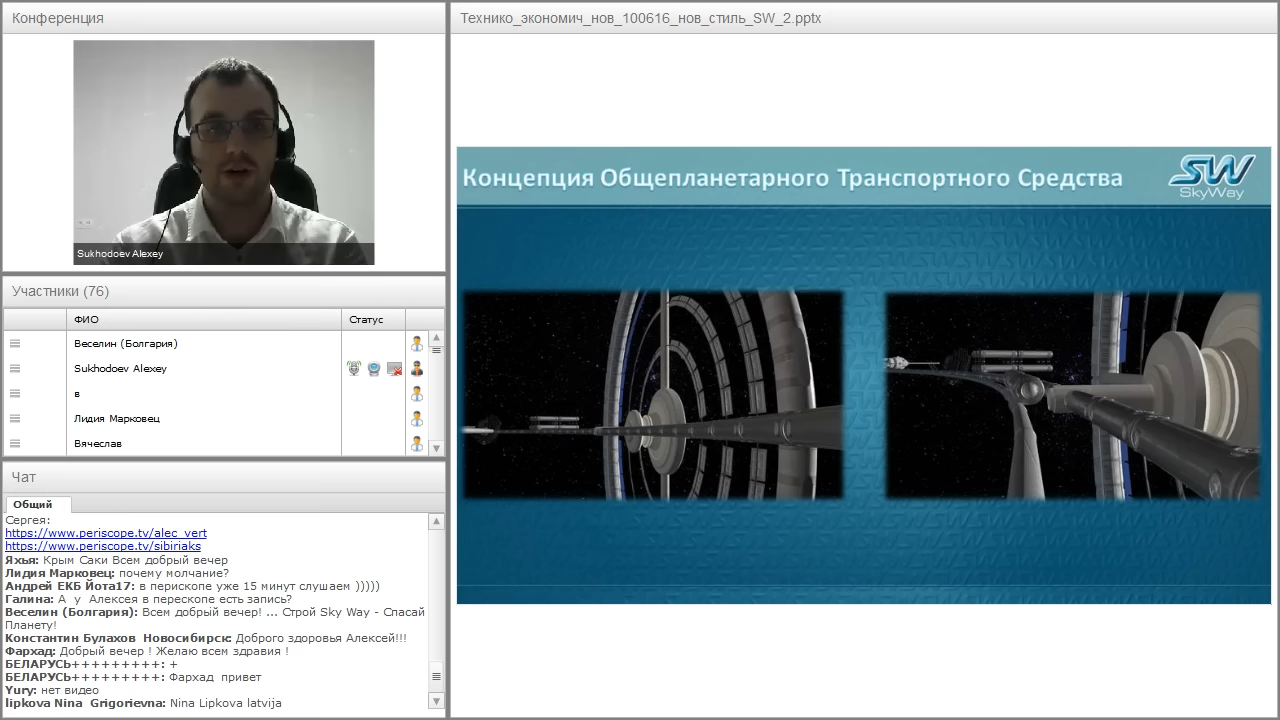 Конференция
Sukhodoev Alexey
Участники (76)
ФИО
Статус
Веселин (Болгария)
Sukhodoev Alexey
в
Лидия Марковец
Вячеслав
Чат
Общий
Сергея:
https://www.periscope.tv/alec_vert
https://www.periscope.tv/sibiriaks
Яхья: Крым Саки Всем добрый вечер
Лидия Марковец: почему молчание?
Андрей ЕКБ Йота17: в перископе уже 15 минут слушаем )))))
Галина: А у Алексея в перескопе есть запись?
Веселин (Болгария): Всем добрый вечер! ... Строй Sky Way - Спасай
Планету!
Константин Булахов Новосибирск: Доброго здоровья Алексей!!!
Фархад: Добрый вечер ! Желаю всем здравия !
БЕЛАРУСЬ+++++++++: +
БЕЛАРУСЬ+++++++++: Фархад привет
Yury: нет видео
lipkova Nina Grigorievna: Nina Lipkova latvija
Технико_экономич_нов_100616_нов_стиль_SW_2.pptx
Концепция Общепланетарного Транспортного Средства
SW
SkyWay